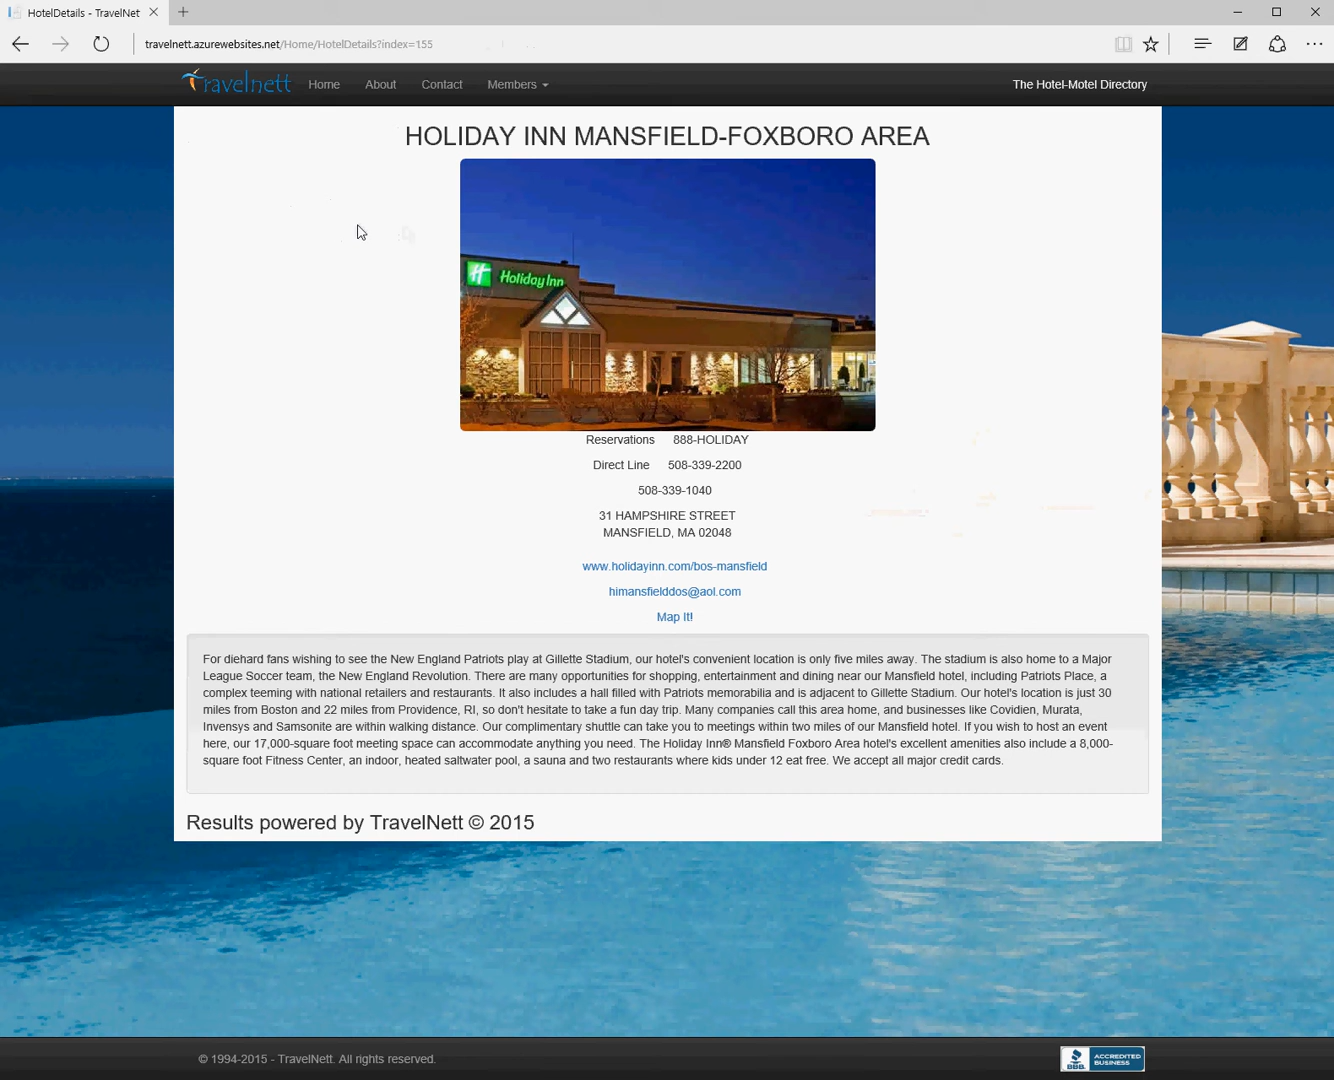 HotelDetails - TravelNet
travelnett.azurewebsites.net/Home/HotelDetails?index=155
Travelnett Home About Contact Members The Hotel-Motel Directory
HOLIDAY INN MANSFIELD-FOXBORO AREA
H Holiday Inn
Reservations 888-HOLIDAY
Direct Line 508-339-2200
508-339-1040
31 HAMPSHIRE STREET
MANSFIELD, MA 02048
www.holidayinn.com/bos-mansfield
himansfielddos@aol.com
Map It!
For diehard fans wishing to see the New England Patriots play at Gillette Stadium, our hotel's convenient location is only five miles away. The stadium is also home to a Major
League Soccer team, the New England Revolution. There are many opportunities for shopping, entertainment and dining near our Mansfield hotel, including Patriots Place, a
complex teeming with national retailers and restaurants. It also includes a hall filled with Patriots memorabilia and is adjacent to Gillette Stadium. Our hotel's location is just 30
miles from Boston and 22 miles from Providence, RI, so don't hesitate to take a fun day trip. Many companies call this area home, and businesses like Covidien, Murata,
Invensys and Samsonite are within walking distance. Our complimentary shuttle can take you to meetings within two miles of our Mansfield hotel. If you wish to host an event
here, our 17,000-square foot meeting space can accommodate anything you need. The Holiday Inn® Mansfield Foxboro Area hotel's excellent amenities also include a 8,000-
square foot Fitness Center, an indoor, heated saltwater pool, a sauna and two restaurants where kids under 12 eat free. We accept all major credit cards.
Results powered by TravelNett © 2015
© 1994-2015 - TravelNett. All rights reserved.
BBB. ACCREDITED
BUSINESS